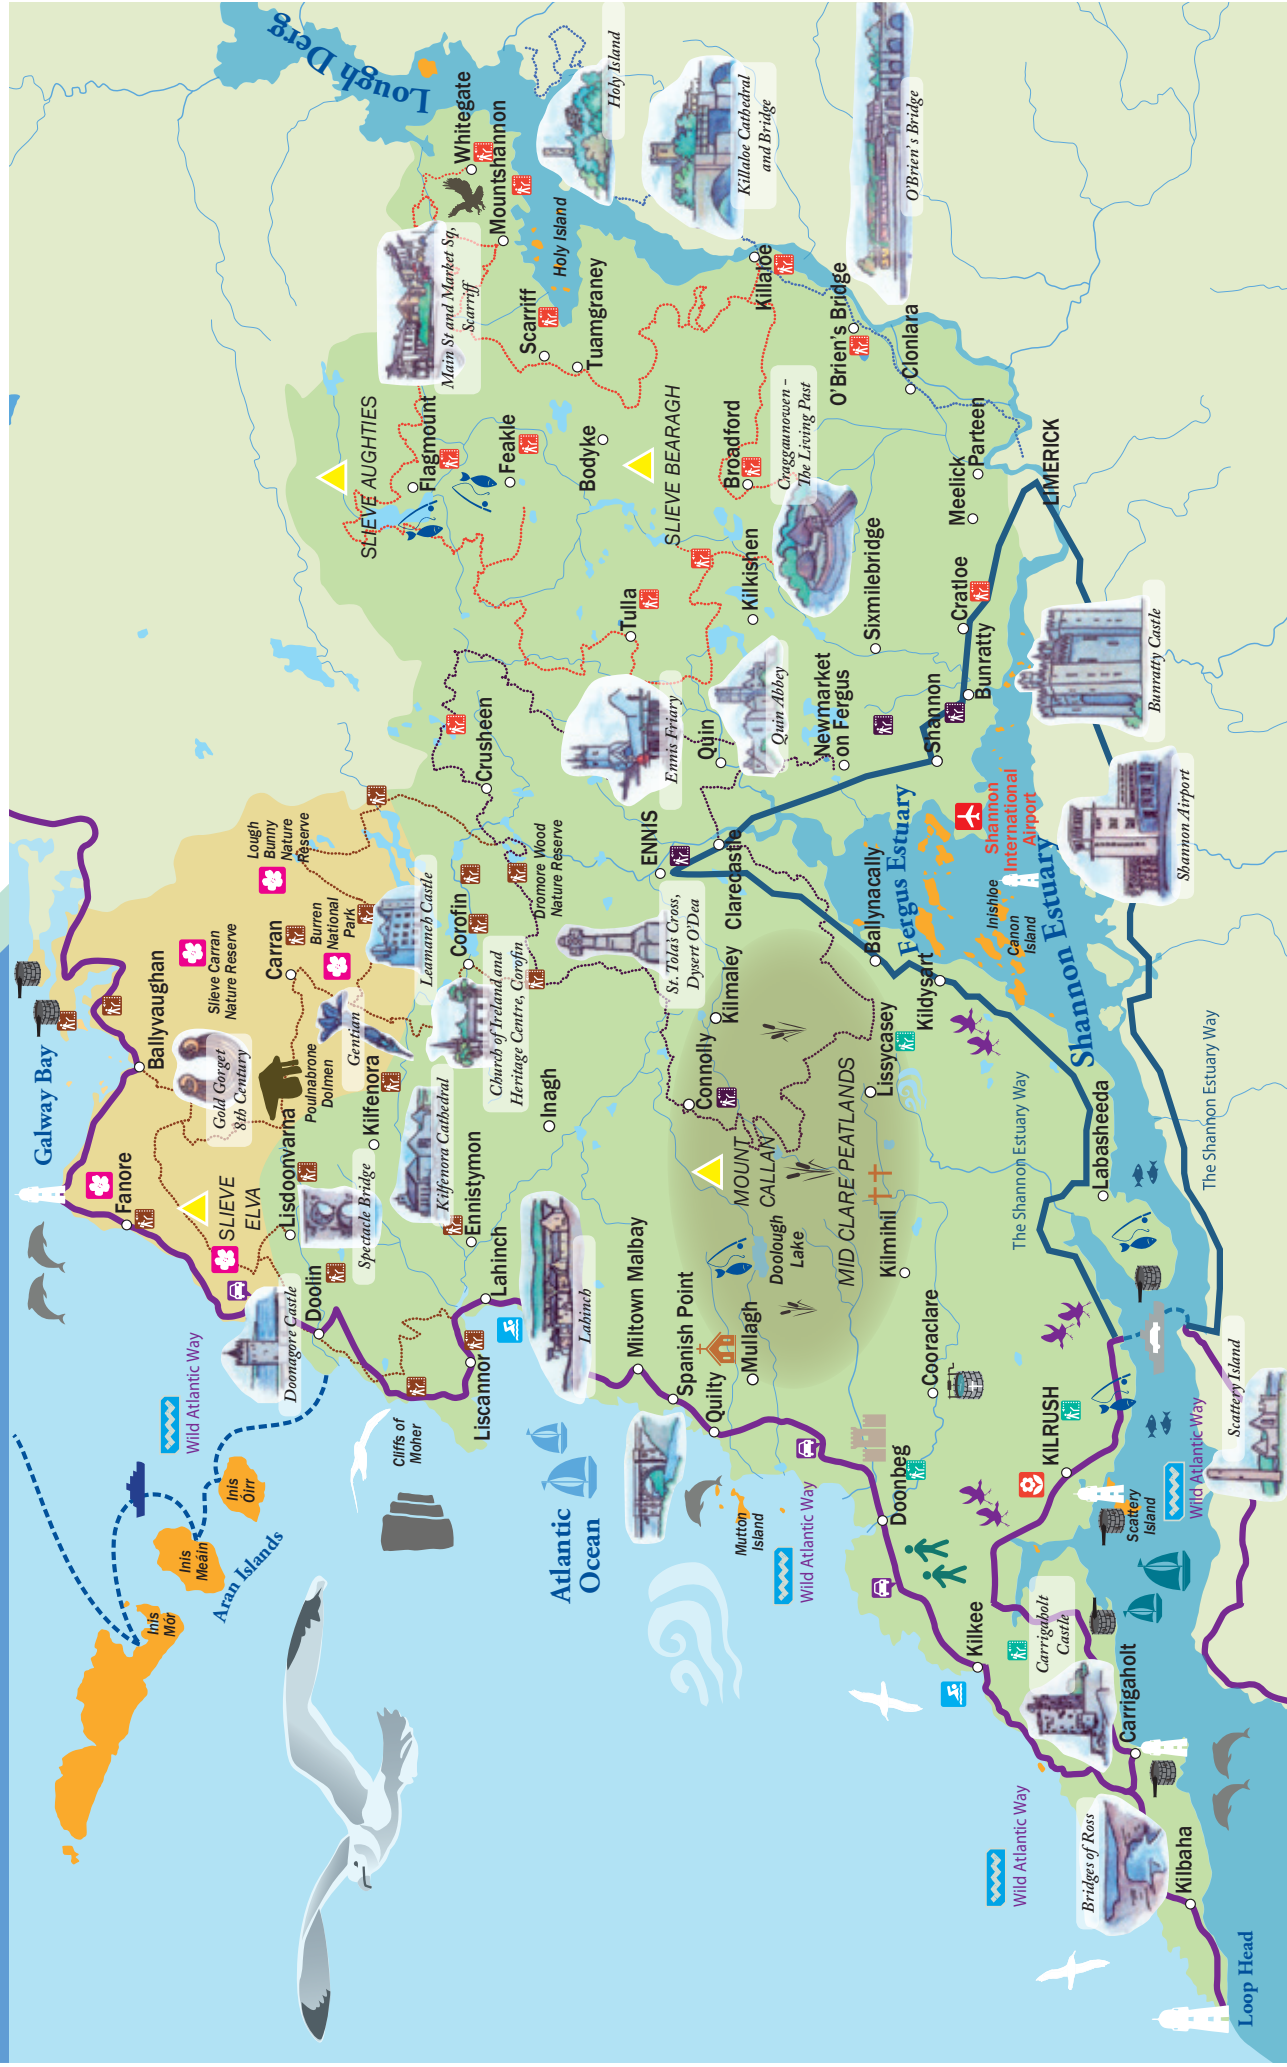 Galway Bay
Lough Derg
Atlantic
Ocean
Aran Islands
Inis
Mór
Inis
Meáin
Inis
Óirr
Cliffs of
Moher
Wild Atlantic Way
Fanore
Ballyvaughan
Slieve Carran
Nature Reserve
Lough
Bunny
Nature
Reserve
Carran
Burren
National
Park
Gold Gorget
8th Century
Poulnabrone
Dolmen
Gentian
SLIEVE
ELVA
Lisdoonvarna
Doolin
Doonagore Castle
Spectacle Bridge
Kilfenora
Kilfenora Cathedral
Leamaneh Castle
Corofin
Church of Ireland and
Heritage Centre, Corofin
Dromore Wood
Nature Reserve
Crusheen
Ennistymon
Lahinch
Liscannor
Lahinch
Inagh
Miltown Malbay
Spanish Point
Quilty
Mullagh
Mutton
Island
Wild Atlantic Way
Doolough
Lake
MOUNT
CALLAN
MID CLARE PEATLANDS
Connolly
Kilmaley
St. Tola's Cross,
Dysert O'Dea
ENNIS
Ennis Friary
Clarecastle
Quin
Quin Abbey
Newmarket
on Fergus
SLIEVE AUGHTIES
Flagmount
Feakle
Bodyke
SLIEVE BEARAGH
Broadford
Tulla
Kilkishen
Craggaunowen –
The Living Past
Sixmilebridge
Main St and Market Sq,
Scarriff
Scarriff
Tuamgraney
Whitegate
Mountshannon
Holy Island
Holy Island
Killaloe Cathedral
and Bridge
Killaloe
O'Brien's Bridge
O'Brien's Bridge
Clonlara
Parteen
Meelick
LIMERICK
Cratloe
Bunratty
Bunratty Castle
Shannon
Shannon
International
Airport
Shannon Airport
Fergus Estuary
Shannon Estuary
Inishloe
Canon
Island
Ballynacally
Kildysart
Lissycasey
Kilmihil
Cooraclare
Labasheeda
The Shannon Estuary Way
The Shannon Estuary Way
Doonbeg
KILRUSH
Scattery
Island
Scattery Island
Wild Atlantic Way
Kilkee
Carrigaholt
Castle
Carrigaholt
Bridges of Ross
Kilbaha
Wild Atlantic Way
Loop Head